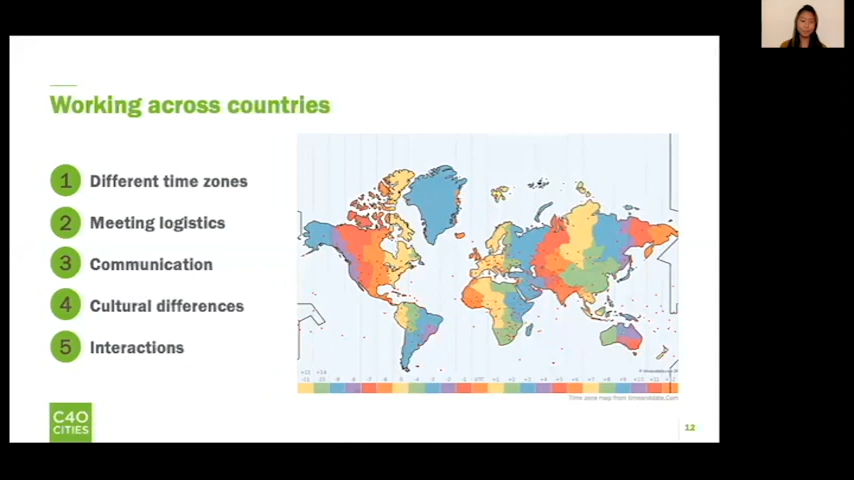 Working across countries
1 Different time zones
2 Meeting logistics
3 Communication
4 Cultural differences
5 Interactions
UTC
Time zone map from timeanddate.Com
C40
CITIES
12